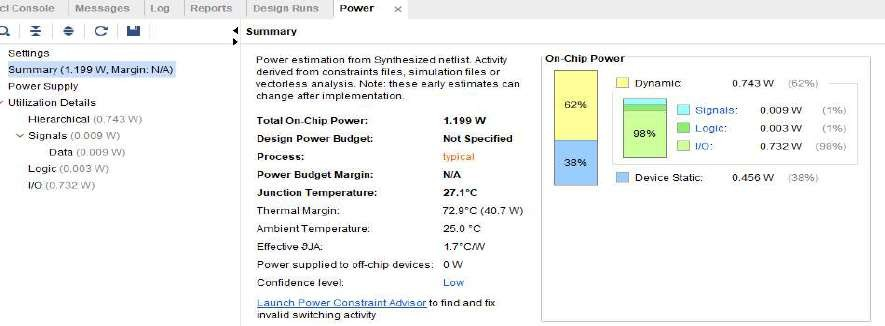 cl Console Messages Log Reports Design Runs Power ×
Summary
Settings
Summary (1.199 W, Margin: N/A)
Power Supply
Utilization Details
Hierarchical (0.743 W)
Signals (0.009 W)
Data (0.009 W)
Logic (0.003 W)
I/O (0.732 W)
Power estimation from Synthesized netlist. Activity
derived from constraints files, simulation files or
vectorless analysis. Note: these early estimates can
change after implementation.
Total On-Chip Power: 1.199 W
Design Power Budget: Not Specified
Process: typical
Power Budget Margin: N/A
Junction Temperature: 27.1°C
Thermal Margin: 72.9°C (40.7 W)
Ambient Temperature: 25.0 °C
Effective ϑJA: 1.7°C/W
Power supplied to off-chip devices: 0 W
Confidence level: Low
Launch Power Constraint Advisor to find and fix
invalid switching activity
On-Chip Power
62%
38%
Dynamic: 0.743 W (62%)
98%
Signals: 0.009 W (1%)
Logic: 0.003 W (1%)
I/O: 0.732 W (98%)
Device Static: 0.456 W (38%)